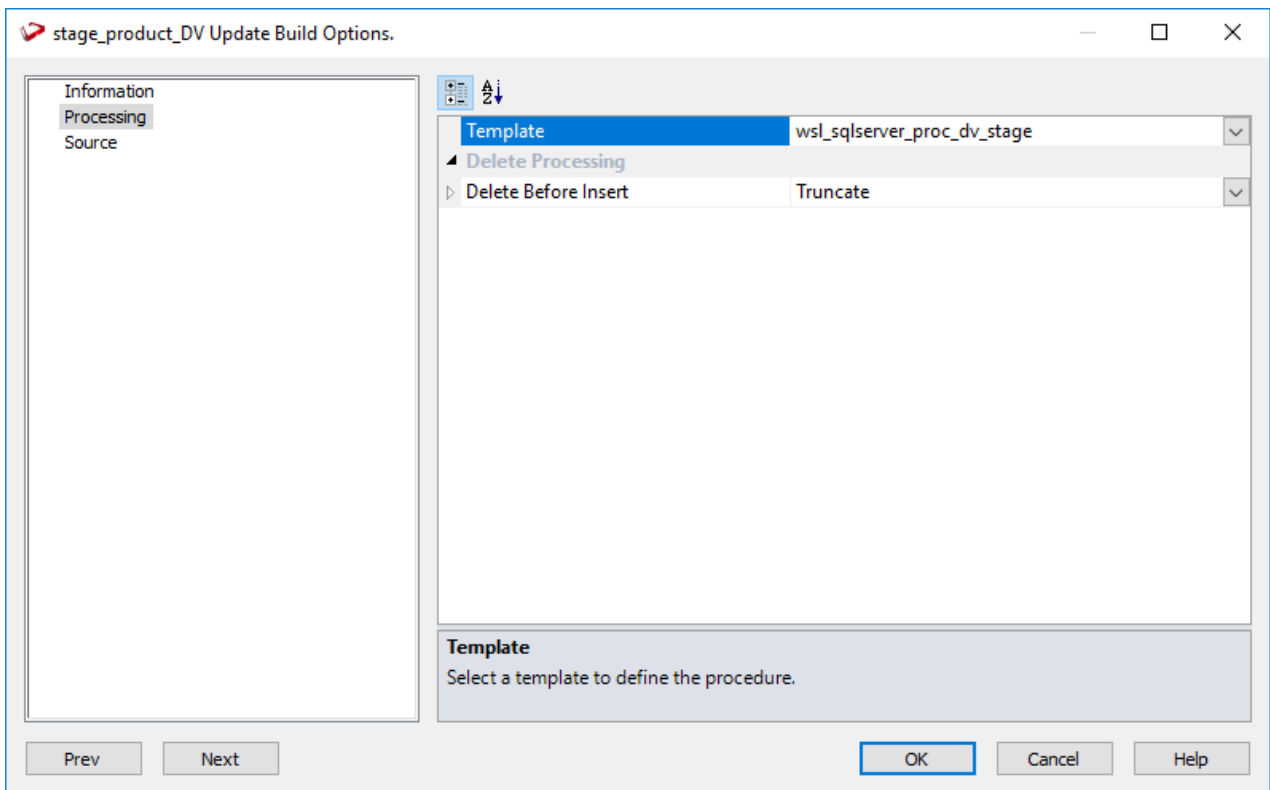 stage_product_DV Update Build Options.
Information
Processing
Source
Template wsl_sqlserver_proc_dv_stage
Delete Processing
Delete Before Insert Truncate
Template
Select a template to define the procedure.
Prev Next OK Cancel Help